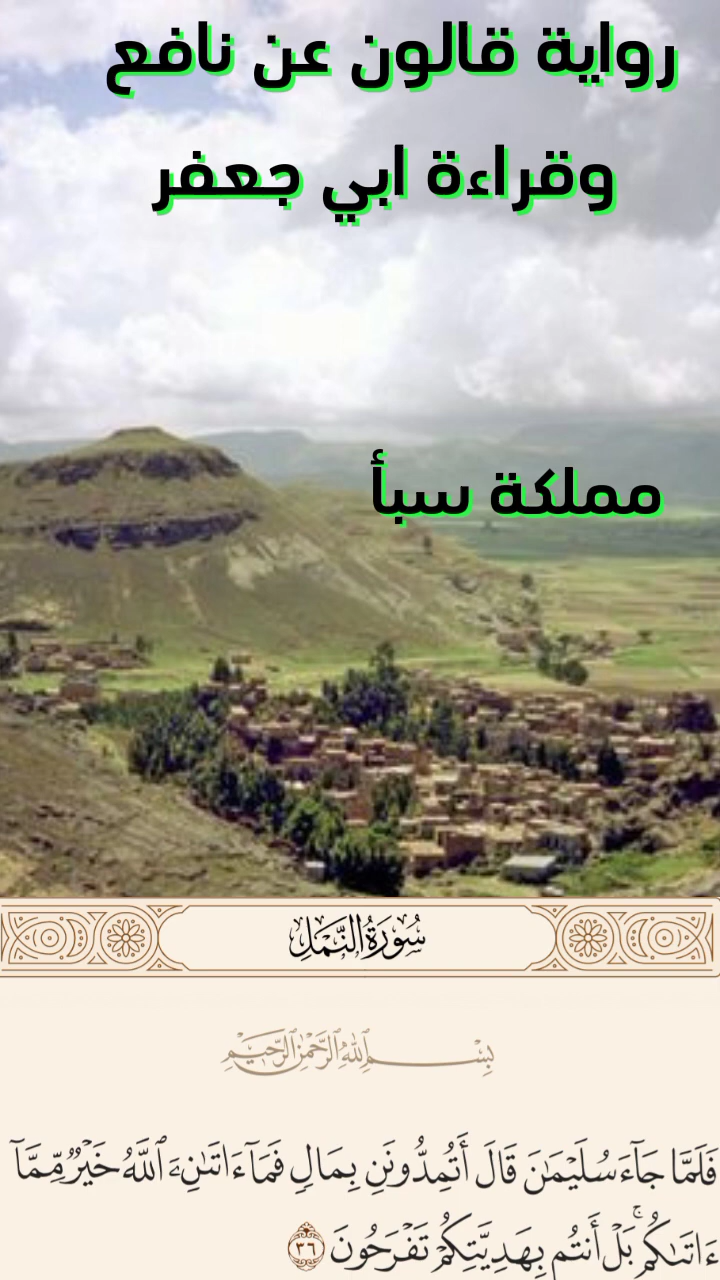 رواية قالون عن نافع
وقراءة ابي جعفر
مملكة سبأ
سُورَةُ النَّمْلِ
بِسْمِ ٱللَّهِ ٱلرَّحْمَٰنِ ٱلرَّحِيمِ
فَلَمَّا جَآءَ سُلَيْمَٰنَ قَالَ أَتُمِدُّونَنِ بِمَالٍ فَمَآ ءَاتَىٰنِۦَ ٱللَّهُ خَيْرٌ مِّمَّآ
ءَاتَىٰكُم ۚ بَلْ أَنتُم بِهَدِيَّتِكُمْ تَفْرَحُونَ ٣٦